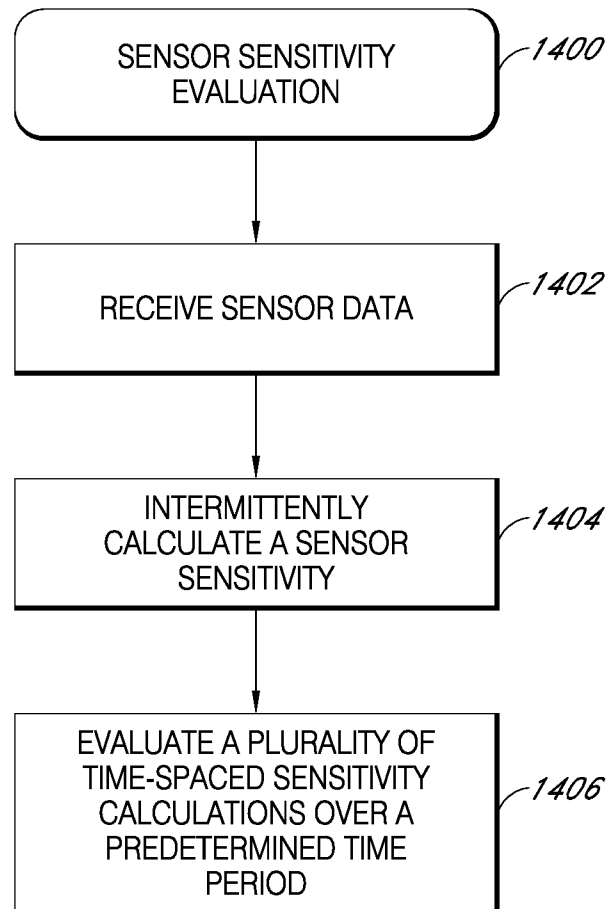 SENSOR SENSITIVITY
EVALUATION
1400
RECEIVE SENSOR DATA
1402
INTERMITTENTLY
CALCULATE A SENSOR
SENSITIVITY
1404
EVALUATE A PLURALITY OF
TIME-SPACED SENSITIVITY
CALCULATIONS OVER A
PREDETERMINED TIME
PERIOD
1406